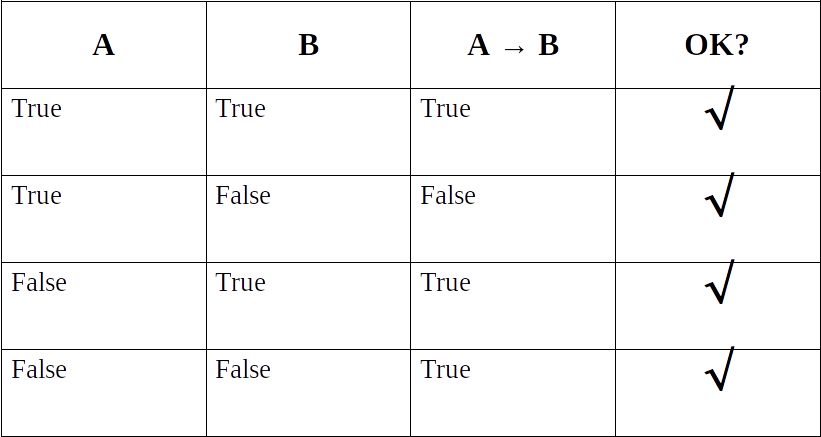 A B A → B OK?
True True True √
True False False √
False True True √
False False True √